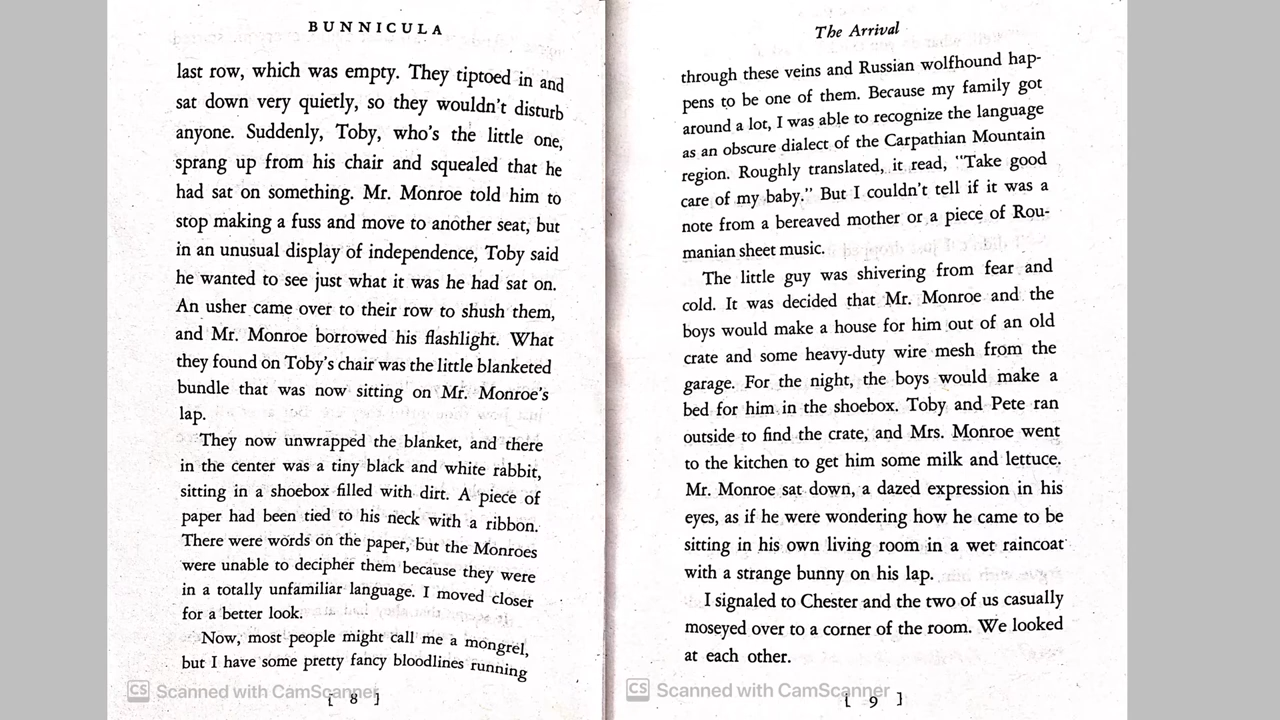 BUNNICULA
last row, which was empty. They tiptoed in and
sat down very quietly, so they wouldn't disturb
anyone. Suddenly, Toby, who's the little one,
sprang up from his chair and squealed that he
had sat on something. Mr. Monroe told him to
stop making a fuss and move to another seat, but
in an unusual display of independence, Toby said
he wanted to see just what it was he had sat on.
An usher came over to their row to shush them,
and Mr. Monroe borrowed his flashlight. What
they found on Toby's chair was the little blanketed
bundle that was now sitting on Mr. Monroe's
lap.
They now unwrapped the blanket, and there
in the center was a tiny black and white rabbit,
sitting in a shoebox filled with dirt. A piece of
paper had been tied to his neck with a ribbon.
There were words on the paper, but the Monroes
were unable to decipher them because they were
in a totally unfamiliar language. I moved closer
for a better look.
Now, most people might call me a mongrel,
but I have some pretty fancy bloodlines running
CS Scanned with CamScanner
[ 8 ]
The Arrival
through these veins and Russian wolfhound hap-
pens to be one of them. Because my family got
around a lot, I was able to recognize the language
as an obscure dialect of the Carpathian Mountain
region. Roughly translated, it read, "Take good
care of my baby." But I couldn't tell if it was a
note from a bereaved mother or a piece of Rou-
manian sheet music.
The little guy was shivering from fear and
cold. It was decided that Mr. Monroe and the
boys would make a house for him out of an old
crate and some heavy-duty wire mesh from the
garage. For the night, the boys would make a
bed for him in the shoebox. Toby and Pete ran
outside to find the crate, and Mrs. Monroe went
to the kitchen to get him some milk and lettuce.
Mr. Monroe sat down, a dazed expression in his
eyes, as if he were wondering how he came to be
sitting in his own living room in a wet raincoat
with a strange bunny on his lap.
I signaled to Chester and the two of us casually
moseyed over to a corner of the room. We looked
at each other.
CS Scanned with CamScanner
[ 9 ]